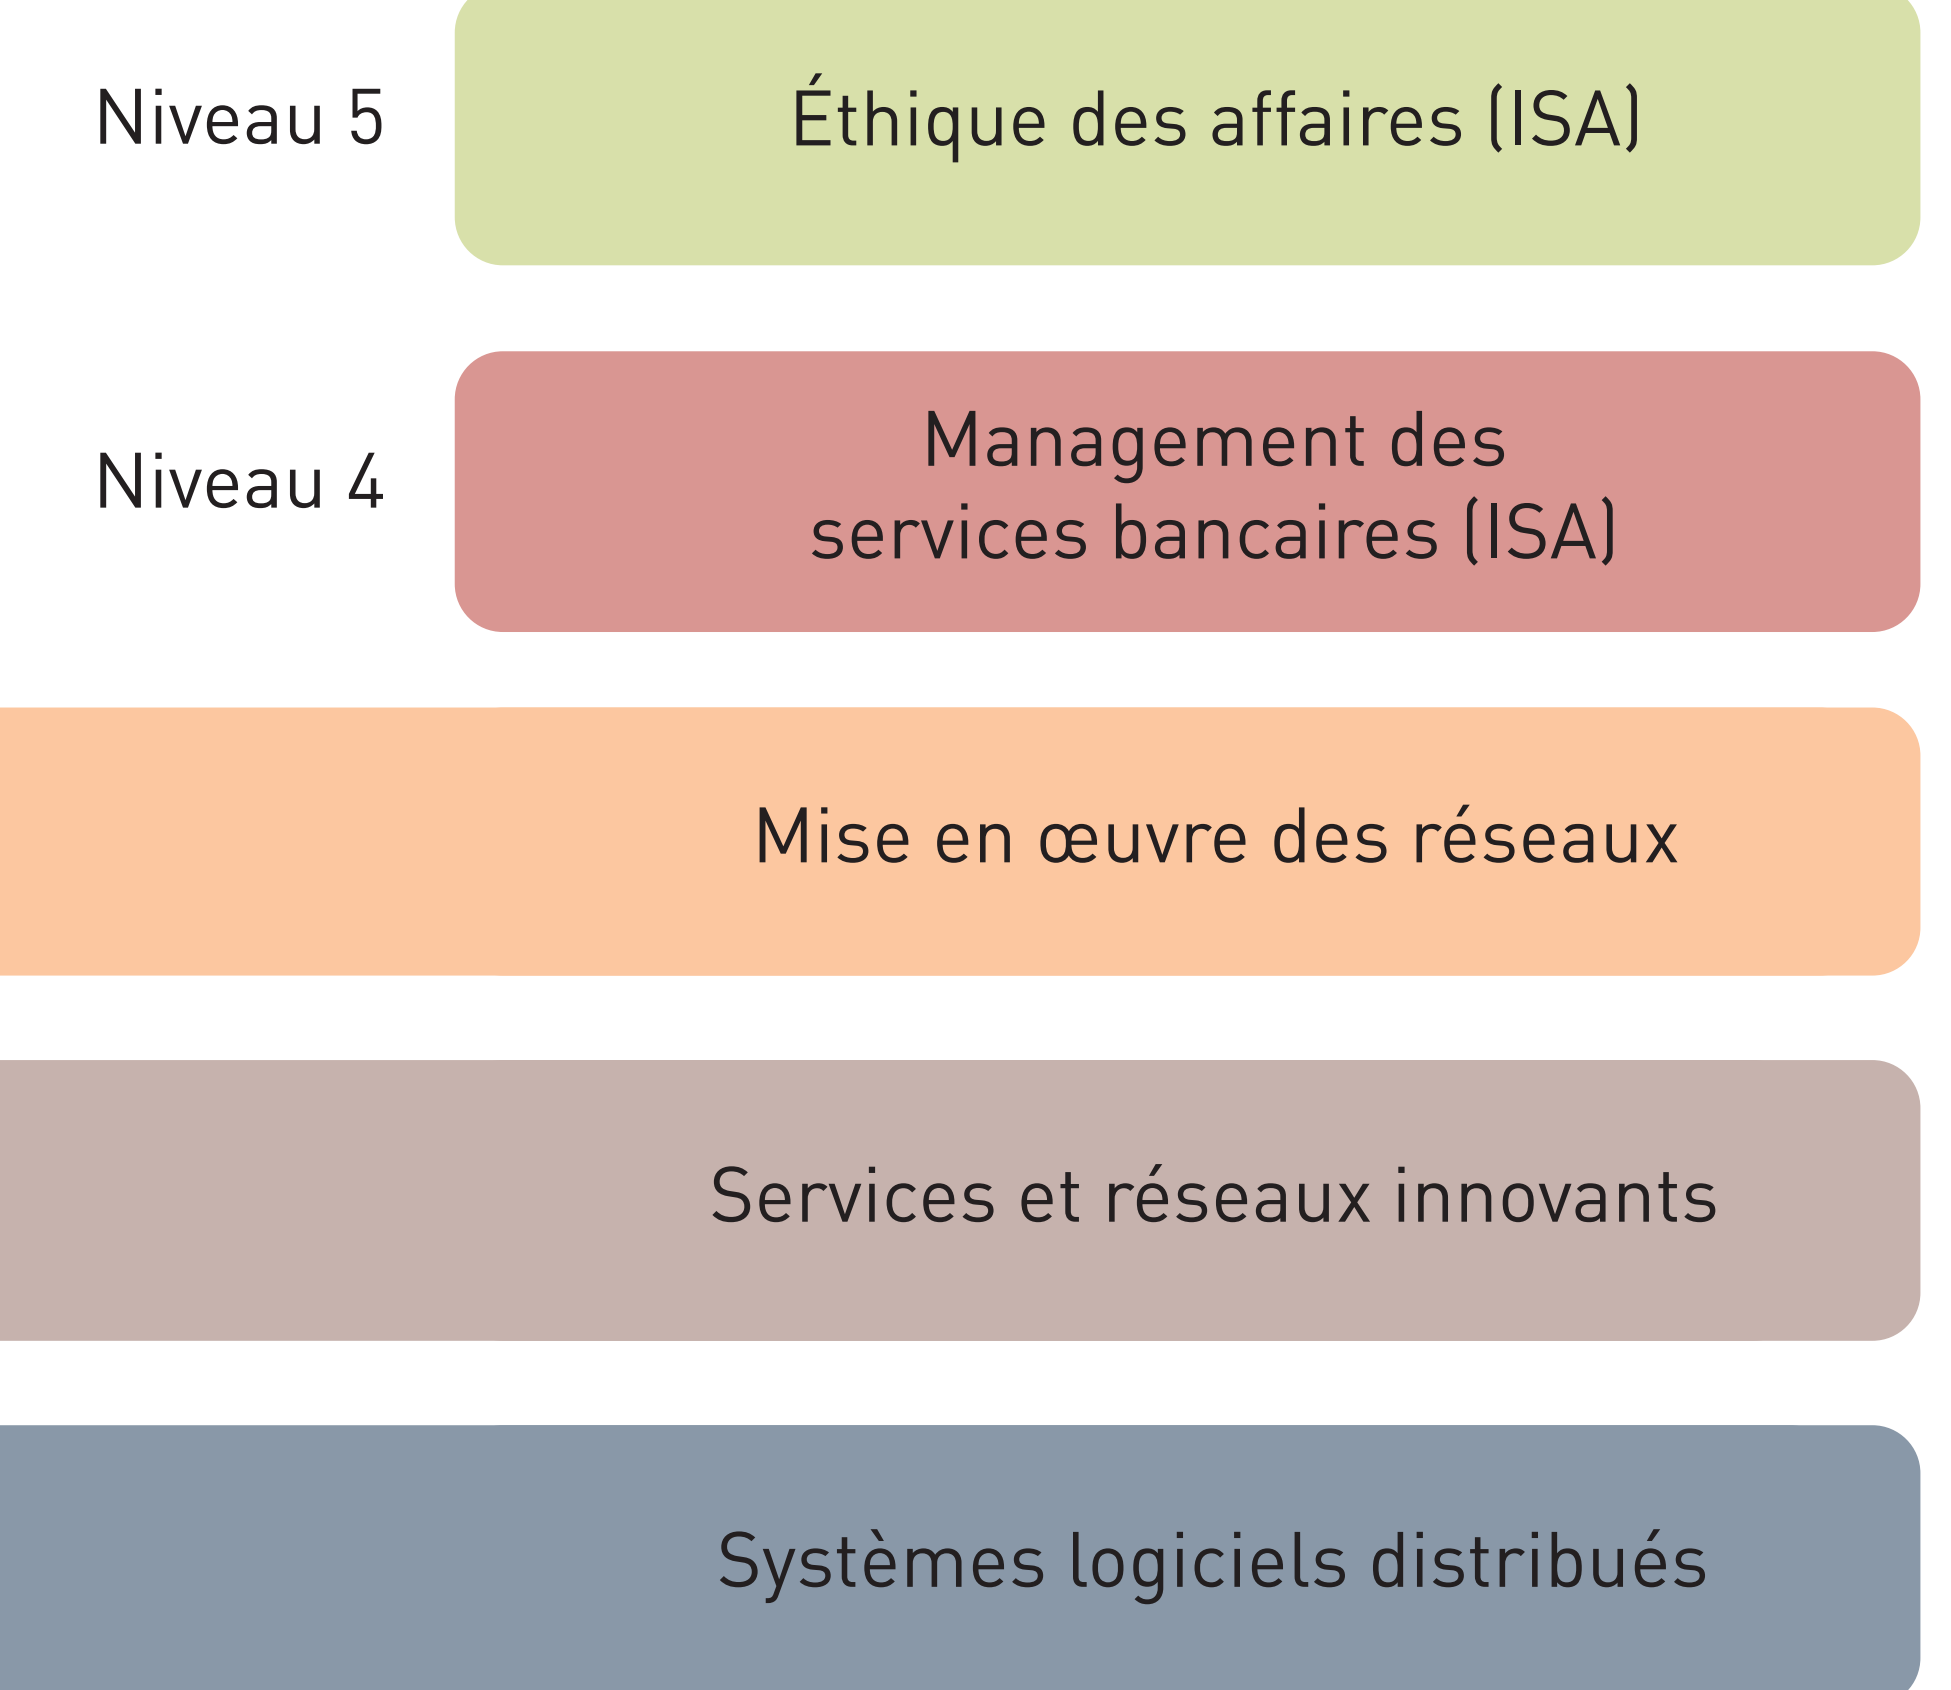 Niveau 5
Éthique des affaires (ISA)
Niveau 4
Management des
services bancaires (ISA)
Mise en œuvre des réseaux
Services et réseaux innovants
Systèmes logiciels distribués